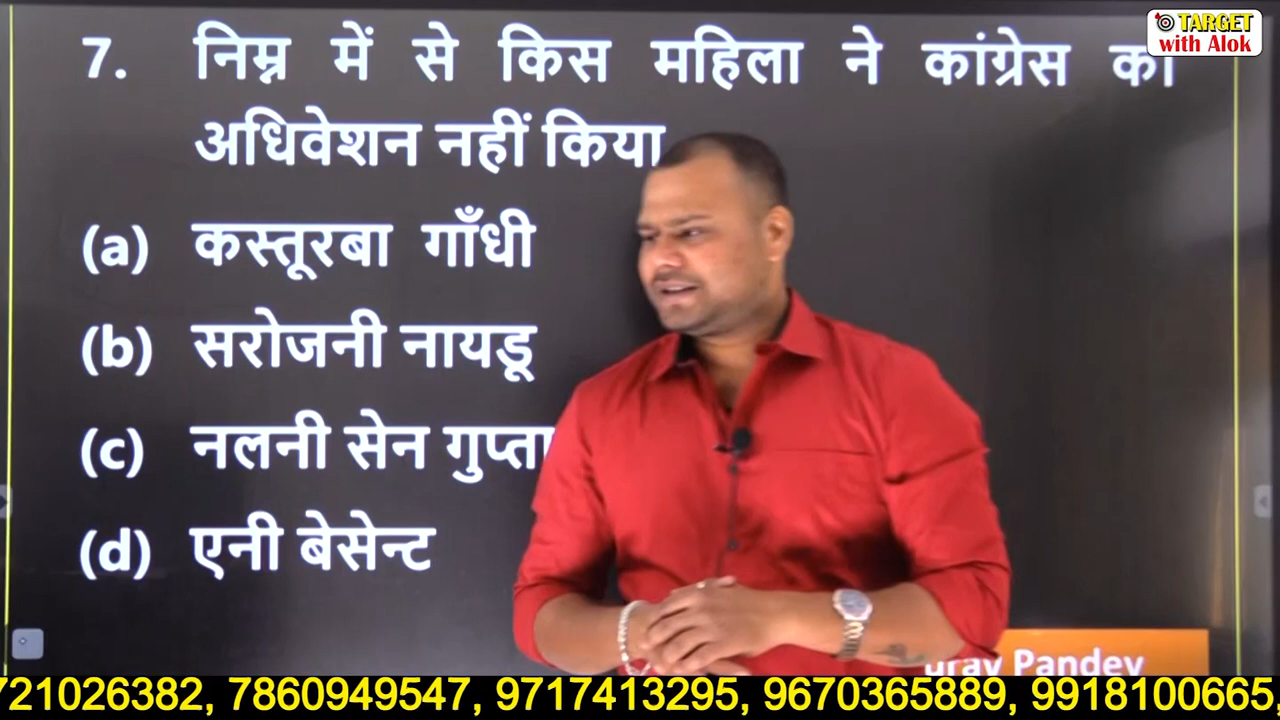 TARGET
with Alok
7. निम्न में से किस महिला ने कांग्रेस का
अधिवेशन नहीं किया
(a) कस्तूरबा गाँधी
(b) सरोजनी नायडू
(c) नलनी सेन गुप्ता
(d) एनी बेसेन्ट
Pandey
721026382, 7860949547, 9717413295, 9670365889, 9918100665,